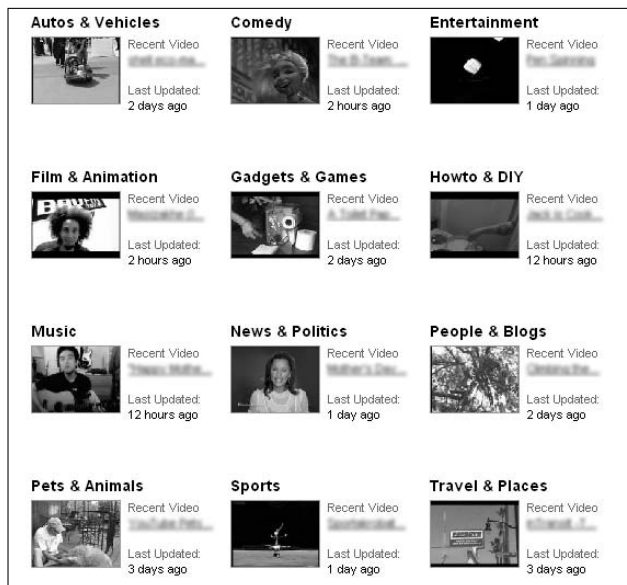 Autos & Vehicles
Recent Video
Last Updated:
2 days ago
Comedy
Recent Video
Last Updated:
2 hours ago
Entertainment
Recent Video
Last Updated:
1 day ago
Film & Animation
Recent Video
Last Updated:
2 hours ago
Gadgets & Games
Recent Video
Last Updated:
2 days ago
Howto & DIY
Recent Video
Last Updated:
12 hours ago
Music
Recent Video
Last Updated:
12 hours ago
News & Politics
Recent Video
Last Updated:
1 day ago
People & Blogs
Recent Video
Last Updated:
2 days ago
Pets & Animals
Recent Video
Last Updated:
3 days ago
Sports
Recent Video
Last Updated:
1 day ago
Travel & Places
Recent Video
Last Updated:
3 days ago